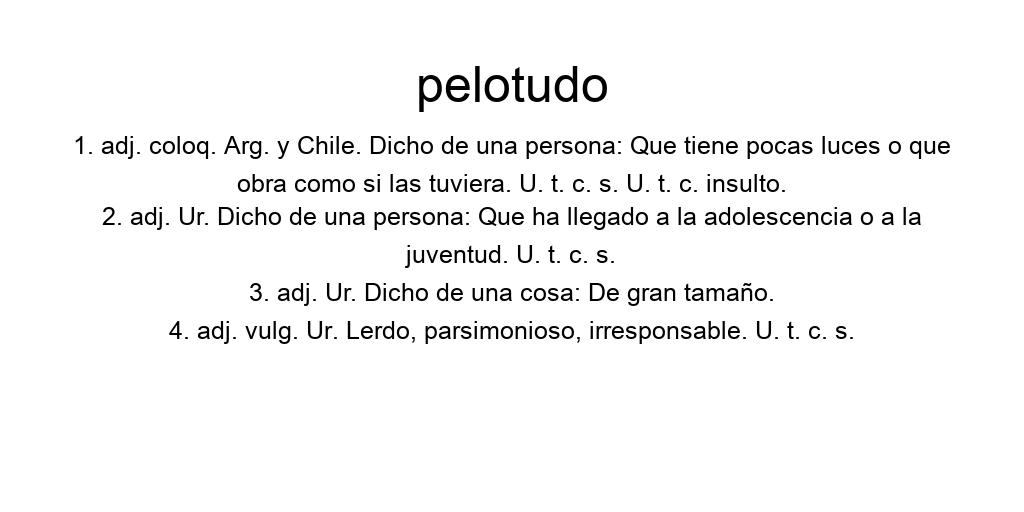 pelotudo
1. adj. coloq. Arg. y Chile. Dicho de una persona: Que tiene pocas luces o que
obra como si las tuviera. U. t. c. s. U. t. c. insulto.
2. adj. Ur. Dicho de una persona: Que ha llegado a la adolescencia o a la
juventud. U. t. c. s.
3. adj. Ur. Dicho de una cosa: De gran tamaño.
4. adj. vulg. Ur. Lerdo, parsimonioso, irresponsable. U. t. c. s.